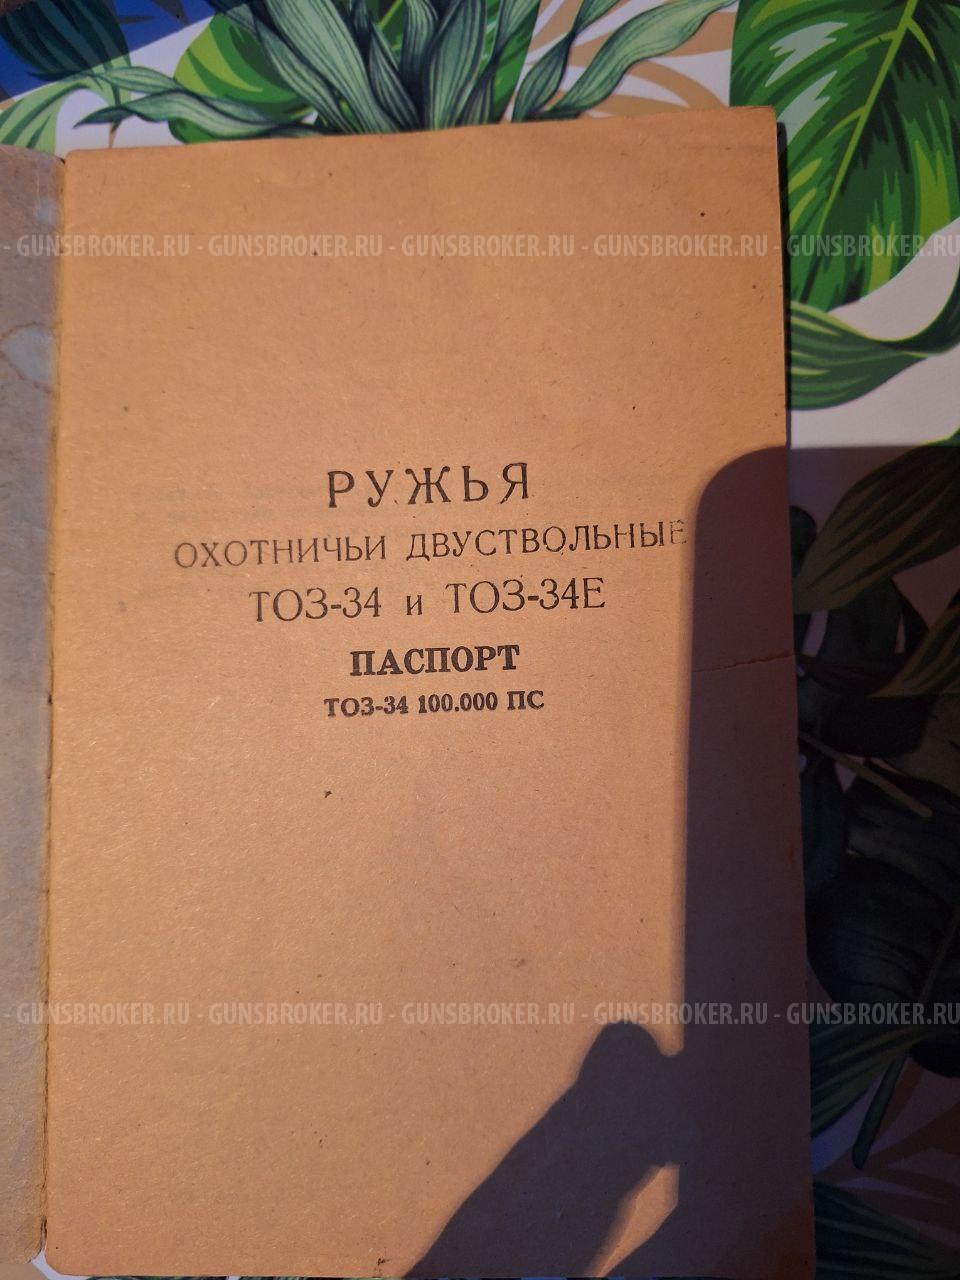 - GUNSBROKER.RU - GUNSBROKER.RU - GUNSBROKER.RU - GUNSBROKER.RU - GUNSBROKER.RU
РУЖЬЯ
ОХОТНИЧЬИ ДВУСТВОЛЬНЫЕ
ТОЗ-34 и ТОЗ-34Е
ПАСПОРТ
ТОЗ-34 100.000 ПС
- GUNSBROKER.RU - GUNSBROKER.RU - GUNSBROKER.RU - GUNSBROKER.RU - GUNSBROKER.RU